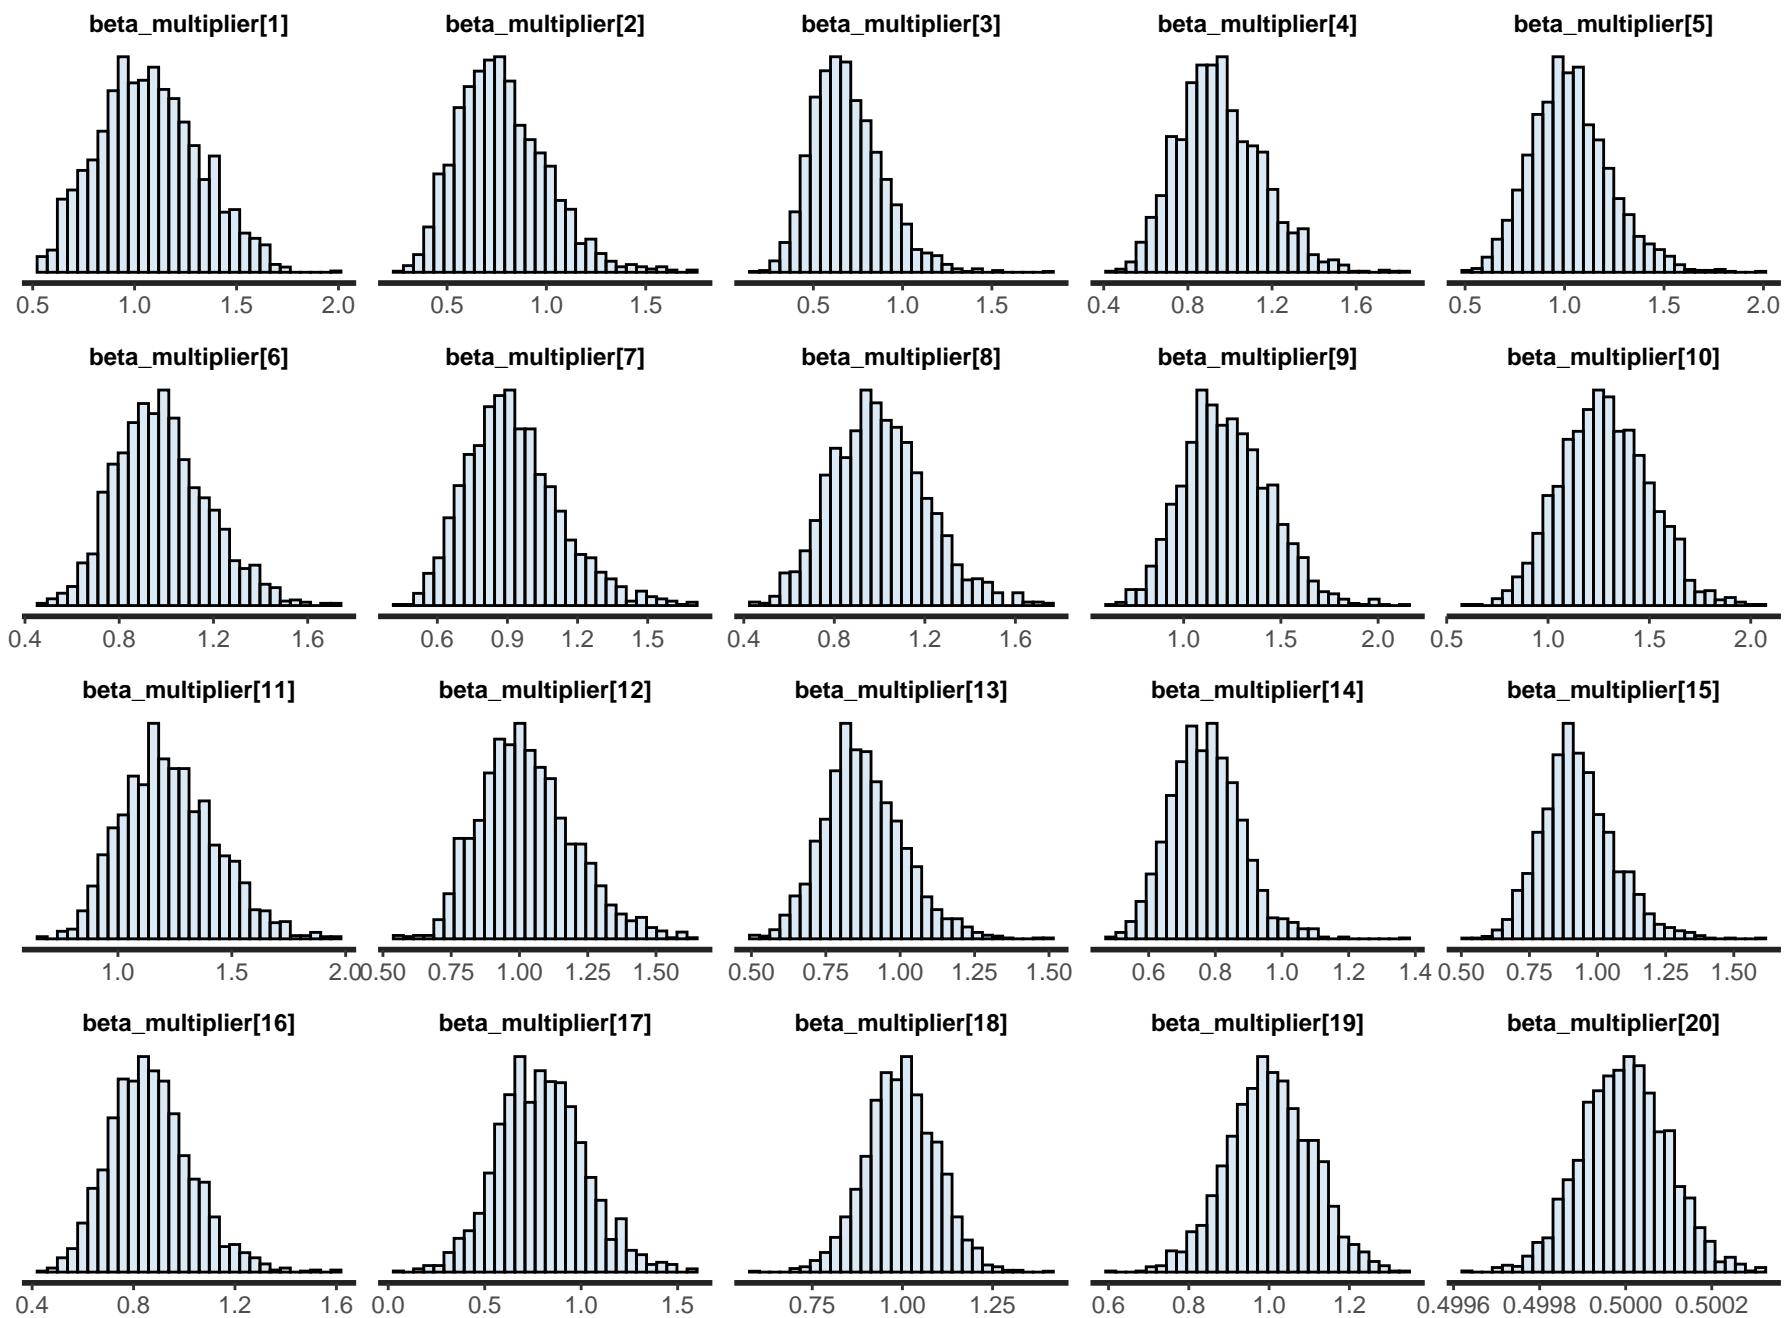 beta_multiplier[1] beta_multiplier[2] beta_multiplier[3] beta_multiplier[4] beta_multiplier[5]
0.5 1.0 1.5 2.0 0.5 1.0 1.5 0.5 1.0 1.5 0.4 0.8 1.2 1.6 0.5 1.0 1.5 2.0
beta_multiplier[6] beta_multiplier[7] beta_multiplier[8] beta_multiplier[9] beta_multiplier[10]
0.4 0.8 1.2 1.6 0.6 0.9 1.2 1.5 0.4 0.8 1.2 1.6 1.0 1.5 2.0 0.5 1.0 1.5 2.0
beta_multiplier[11] beta_multiplier[12] beta_multiplier[13] beta_multiplier[14] beta_multiplier[15]
1.0 1.5 2.0 0.50 0.75 1.00 1.25 1.50 0.50 0.75 1.00 1.25 1.50 0.6 0.8 1.0 1.2 1.4 0.50 0.75 1.00 1.25 1.50
beta_multiplier[16] beta_multiplier[17] beta_multiplier[18] beta_multiplier[19] beta_multiplier[20]
0.4 0.8 1.2 1.6 0.0 0.5 1.0 1.5 0.75 1.00 1.25 0.6 0.8 1.0 1.2 0.4996 0.4998 0.5000 0.5002